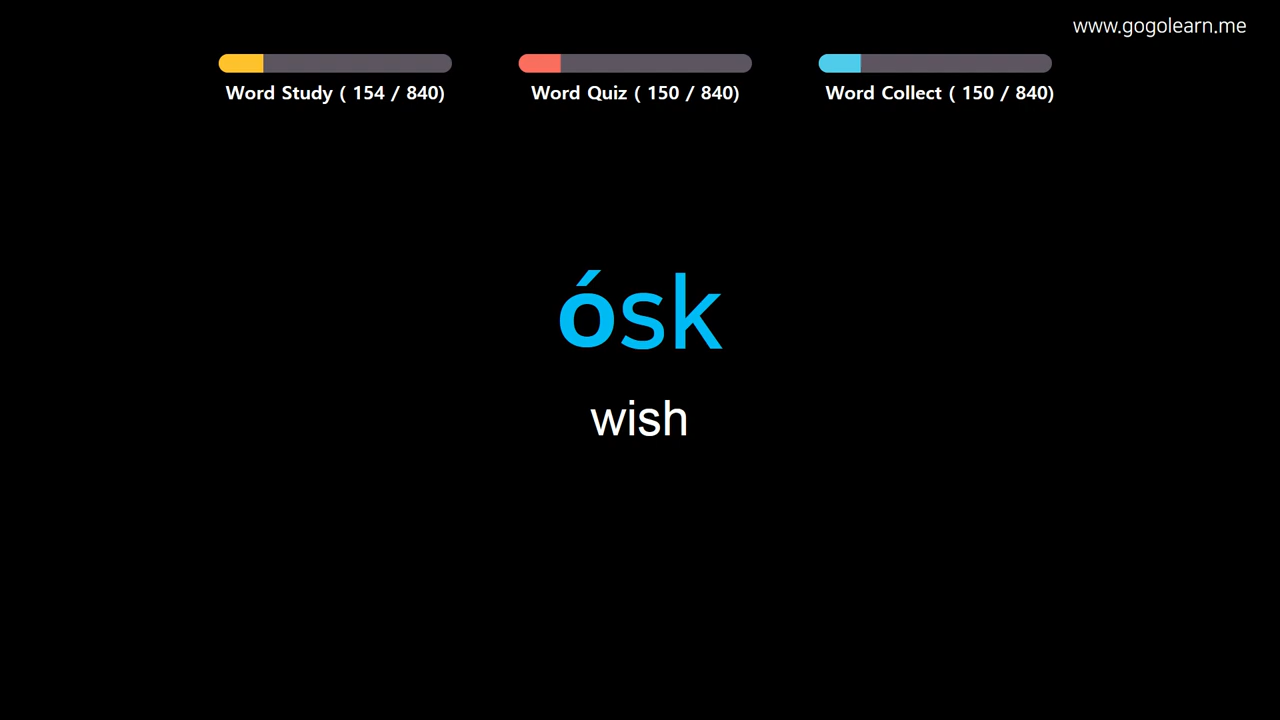 www.gogolearn.me
Word Study ( 154 / 840)
Word Quiz ( 150 / 840)
Word Collect ( 150 / 840)
ósk
wish